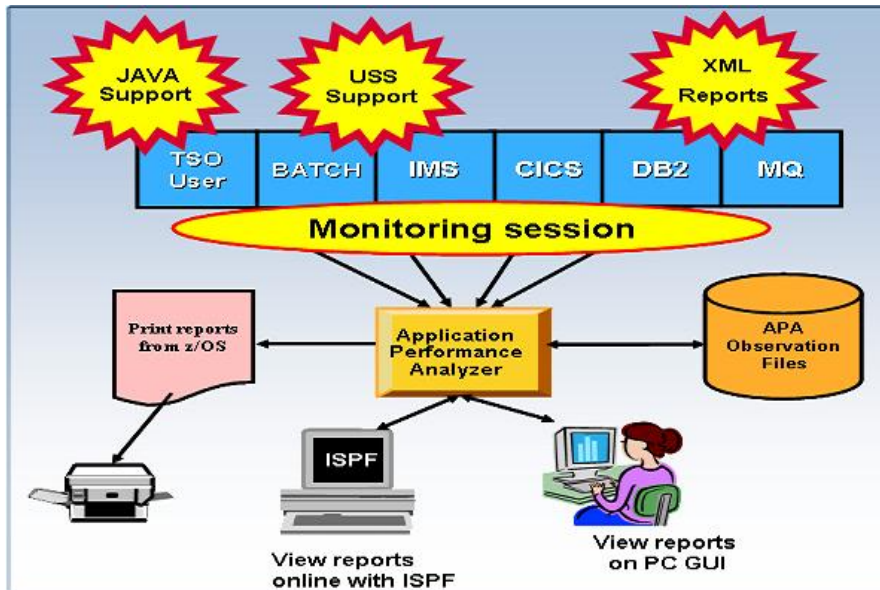 JAVA
Support
USS
Support
XML
Reports
TSO
User
BATCH
IMS
CICS
DB2
MQ
Monitoring session
Print reports
from z/OS
Application
Performance
Analyzer
APA
Observation
Files
ISPF
View reports
online with ISPF
View reports
on PC GUI